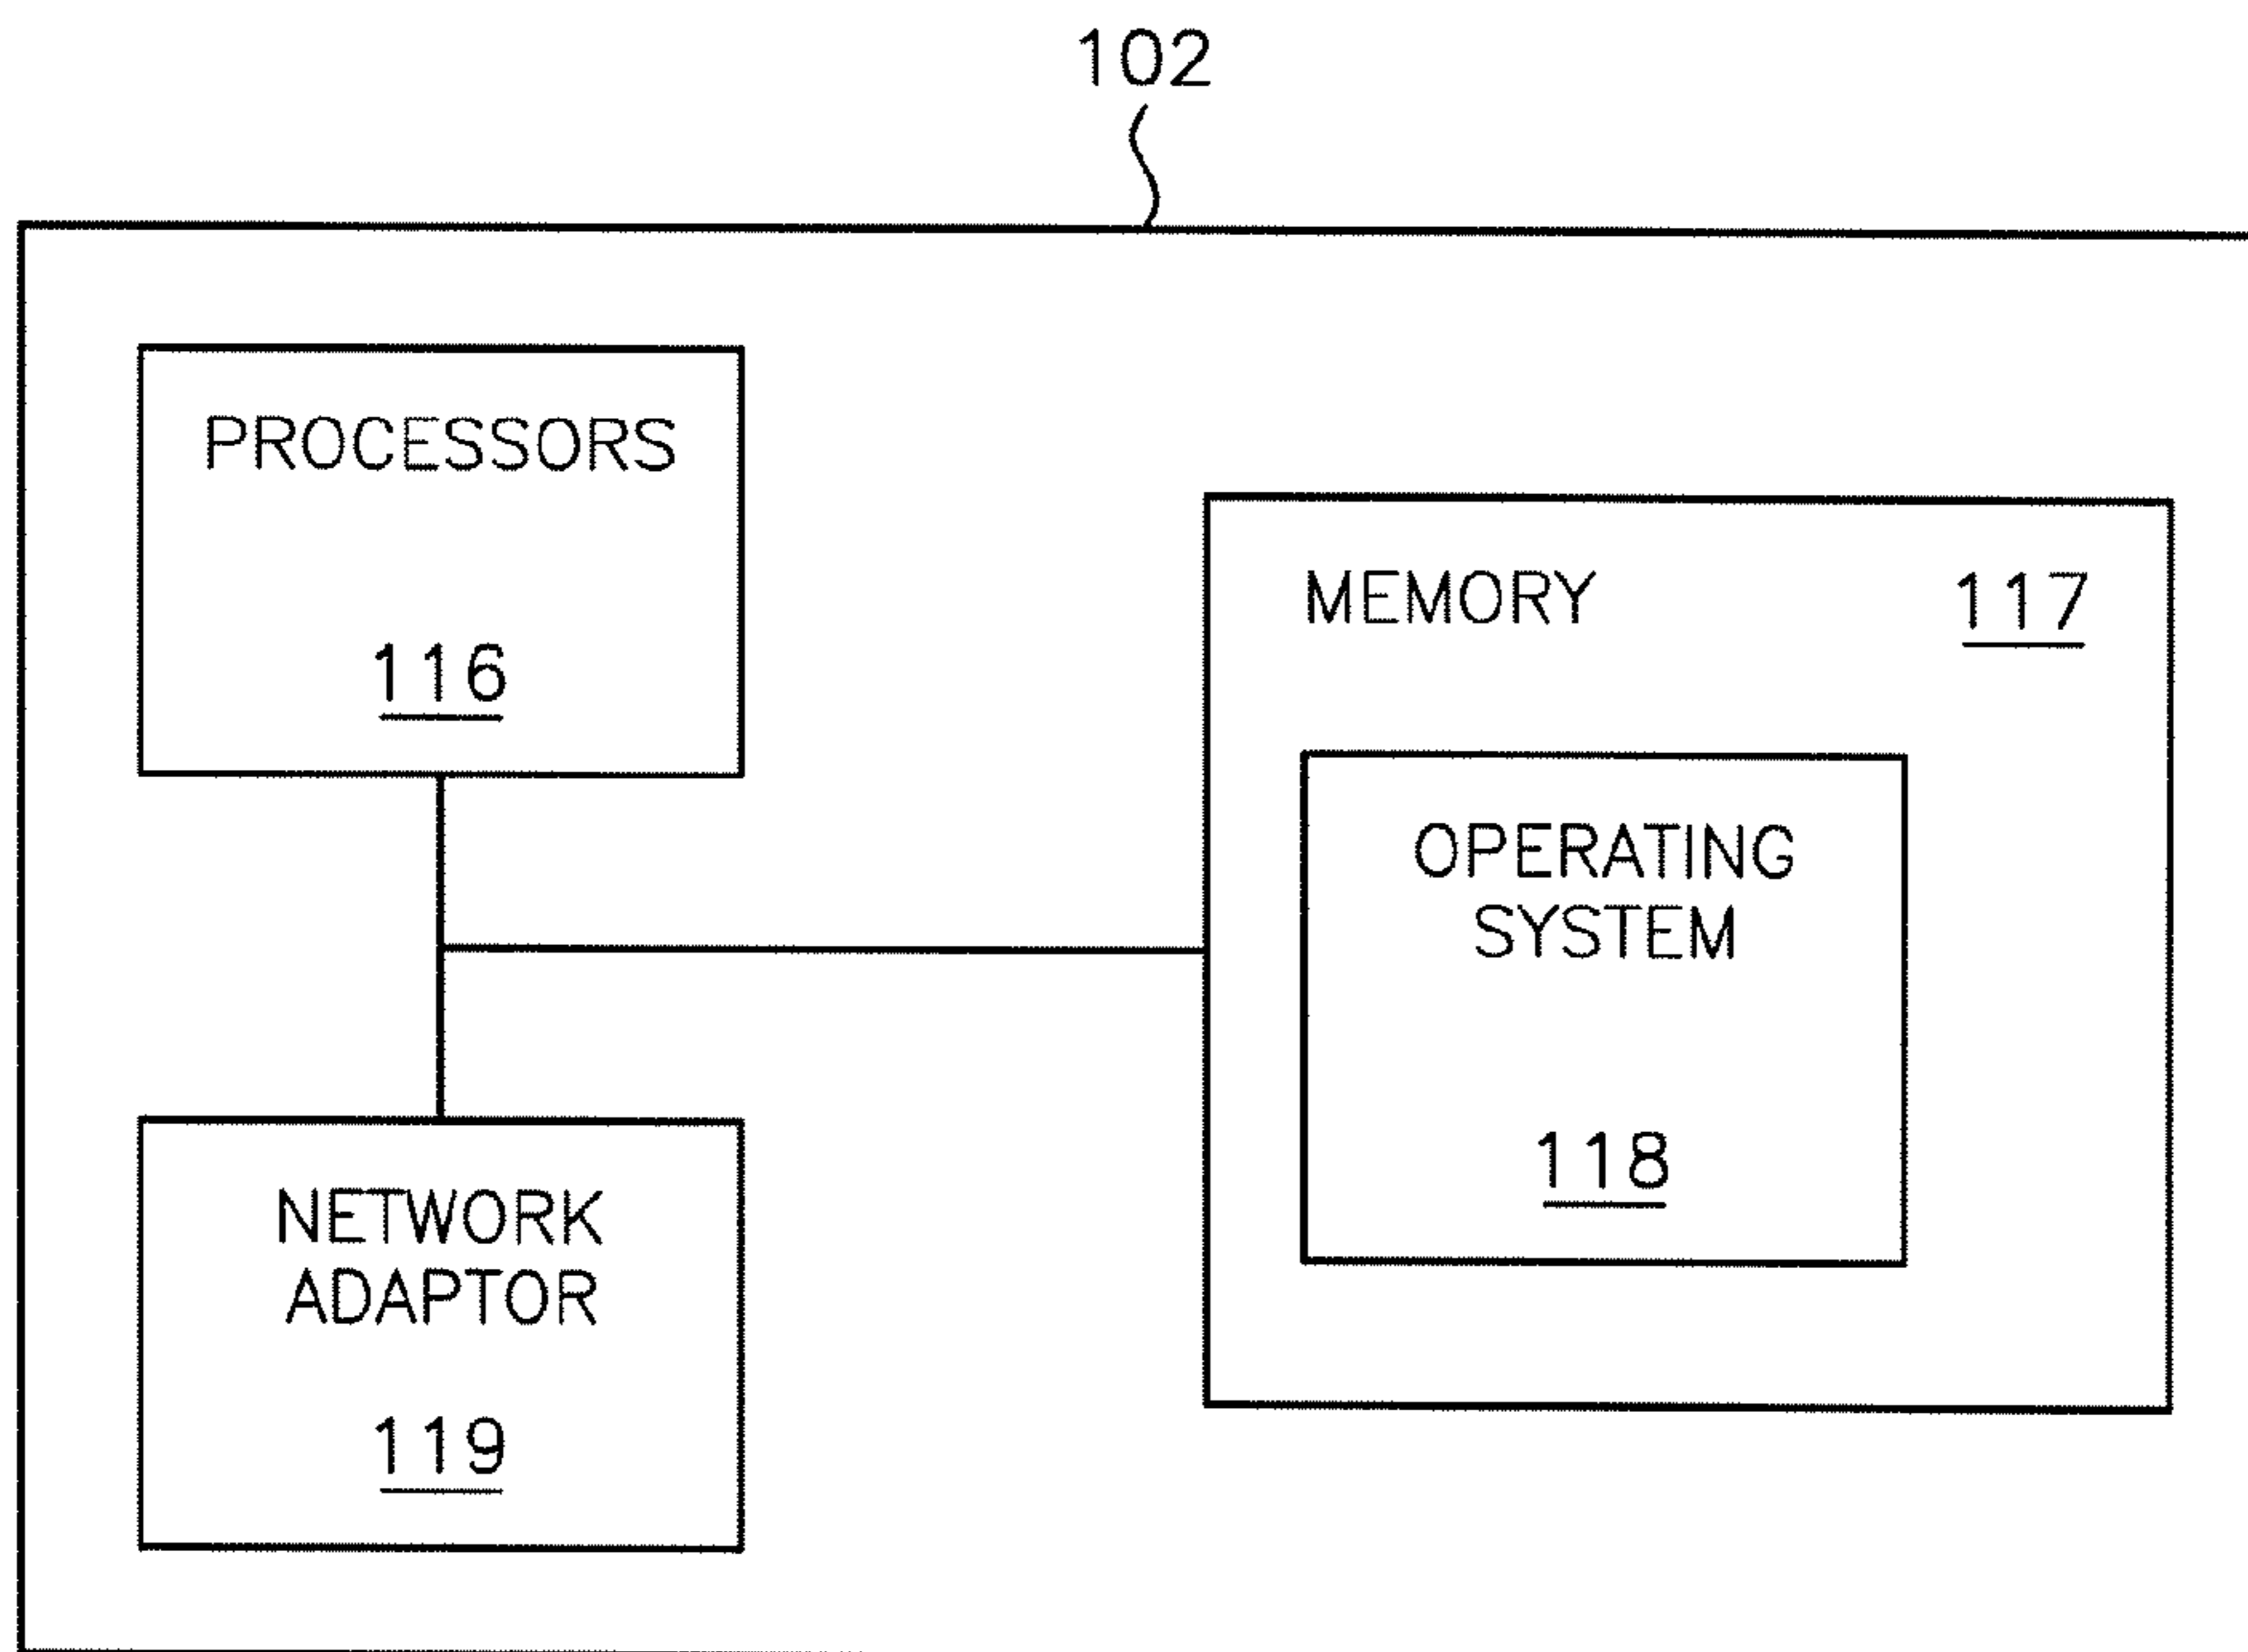 102
PROCESSORS
116
MEMORY 117
OPERATING
SYSTEM
118
NETWORK
ADAPTOR
119